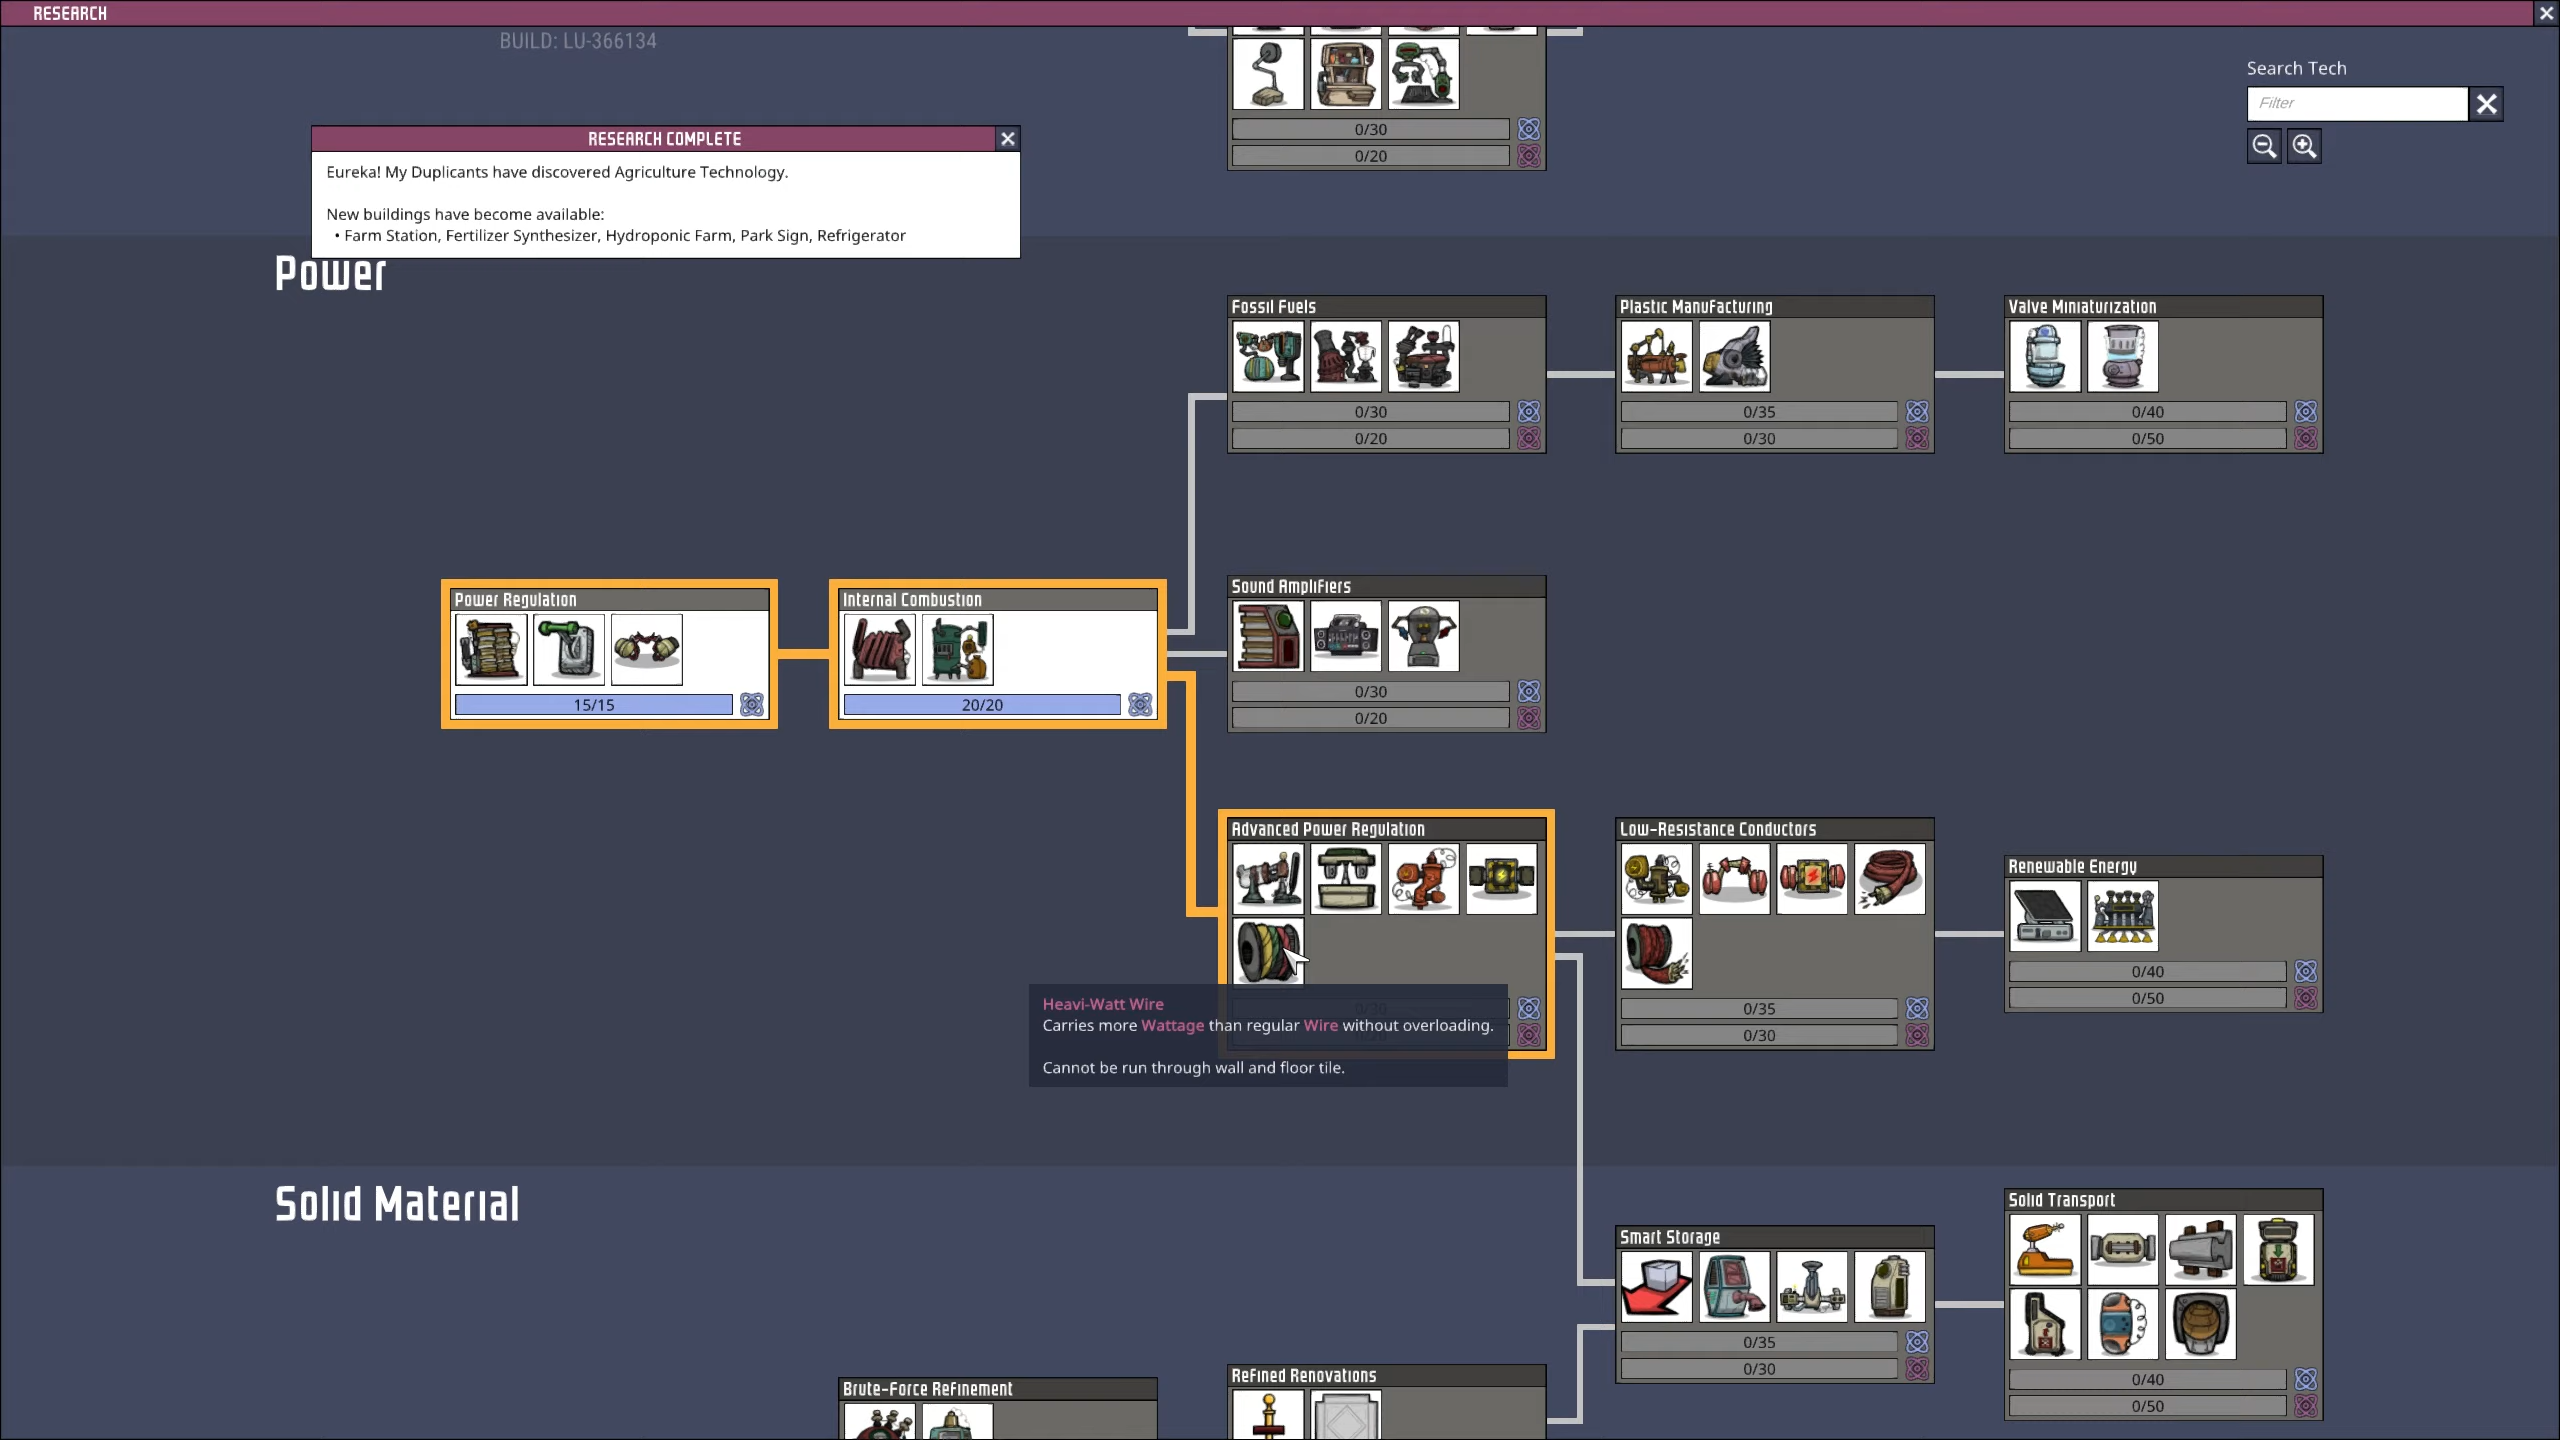 RESEARCH
BUILD: LU-366134
Search Tech
Filter
0/30
0/20
RESEARCH COMPLETE
Eureka! My Duplicants have discovered Agriculture Technology.
New buildings have become available:
• Farm Station, Fertilizer Synthesizer, Hydroponic Farm, Park Sign, Refrigerator
Power
Fossil Fuels
0/30
0/20
Plastic Manufacturing
0/35
0/30
Valve Miniaturization
0/40
0/50
Power Regulation
15/15
Internal Combustion
20/20
Sound Amplifiers
0/30
0/20
Advanced Power Regulation
0/30
Heavi-Watt Wire
Carries more Wattage than regular Wire without overloading.
Cannot be run through wall and floor tile.
Low-Resistance Conductors
0/35
0/30
Renewable Energy
0/40
0/50
Solid Material
Smart Storage
0/35
0/30
Solid Transport
0/40
0/50
Brute-Force Refinement
Refined Renovations